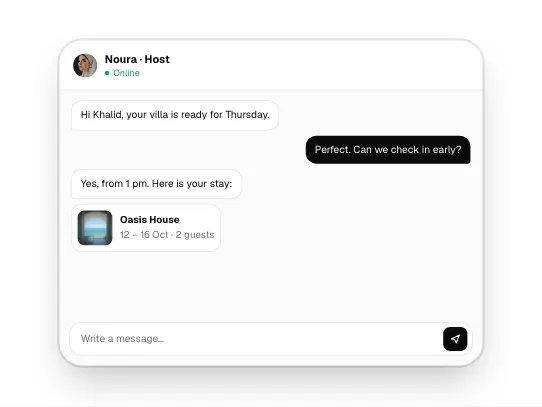 Noura · Host
Online
Hi Khalid, your villa is ready for Thursday.
Perfect. Can we check in early?
Yes, from 1 pm. Here is your stay:
Oasis House
12 – 16 Oct · 2 guests
Write a message...